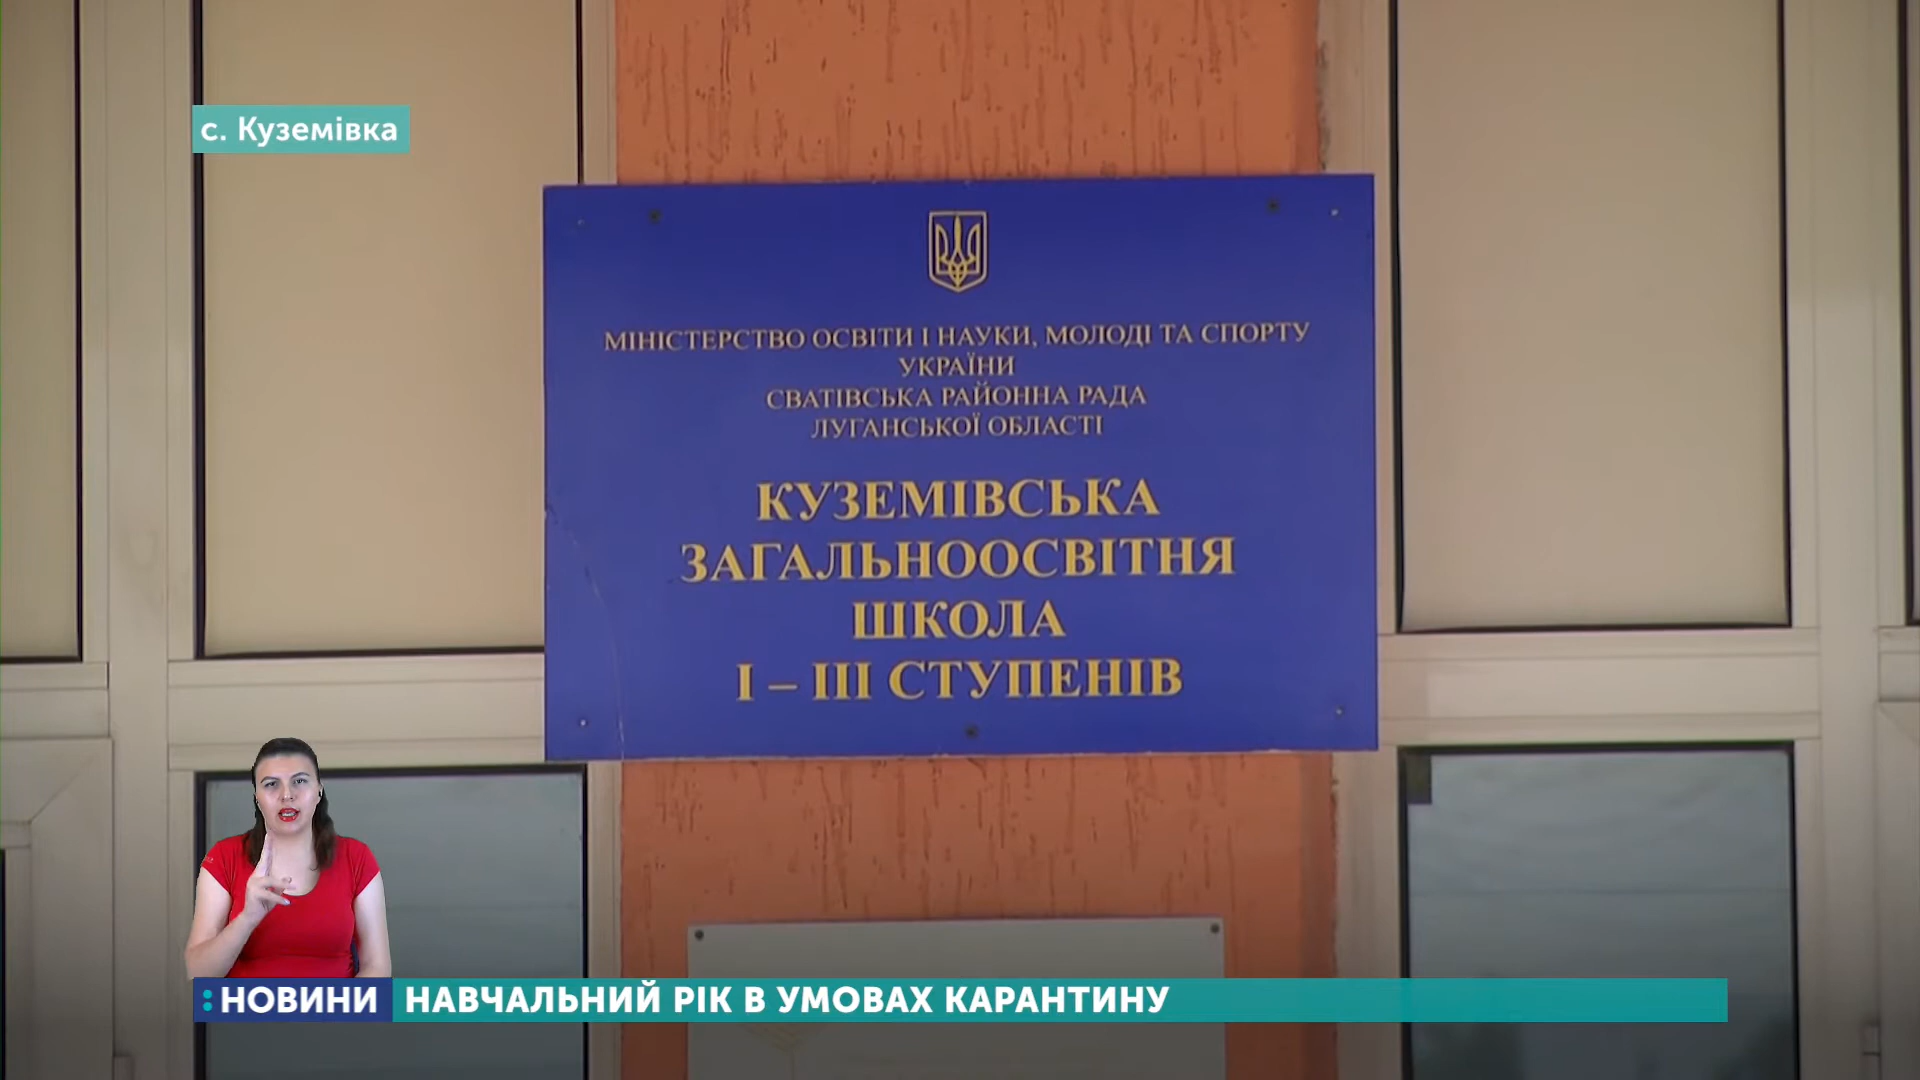 с. Куземівка
МІНІСТЕРСТВО ОСВІТИ І НАУКИ, МОЛОДІ ТА СПОРТУ
УКРАЇНИ
СВАТІВСЬКА РАЙОННА РАДА
ЛУГАНСЬКОЇ ОБЛАСТІ
КУЗЕМІВСЬКА
ЗАГАЛЬНООСВІТНЯ
ШКОЛА
І – ІІІ СТУПЕНІВ
:НОВИНИ НАВЧАЛЬНИЙ РІК В УМОВАХ КАРАНТИНУ